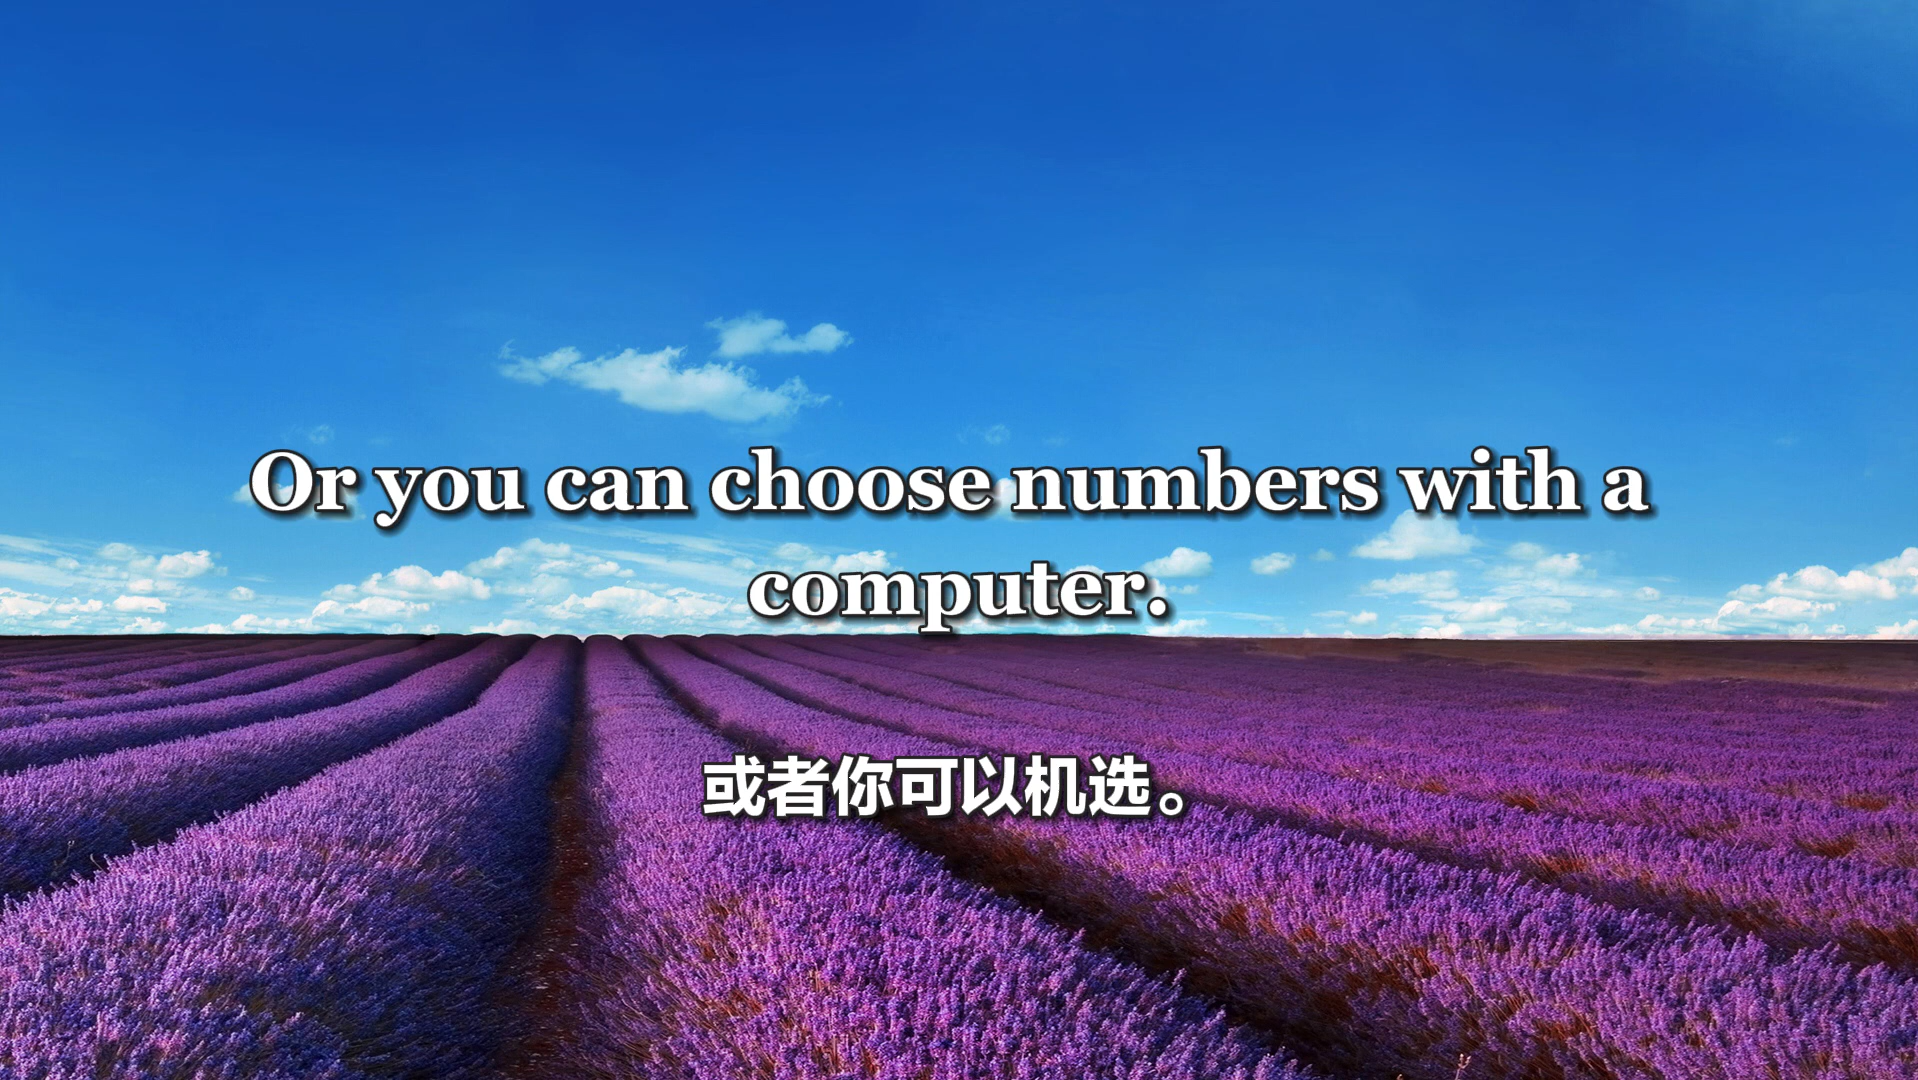 Or you can choose numbers with a
computer.
或者你可以机选。